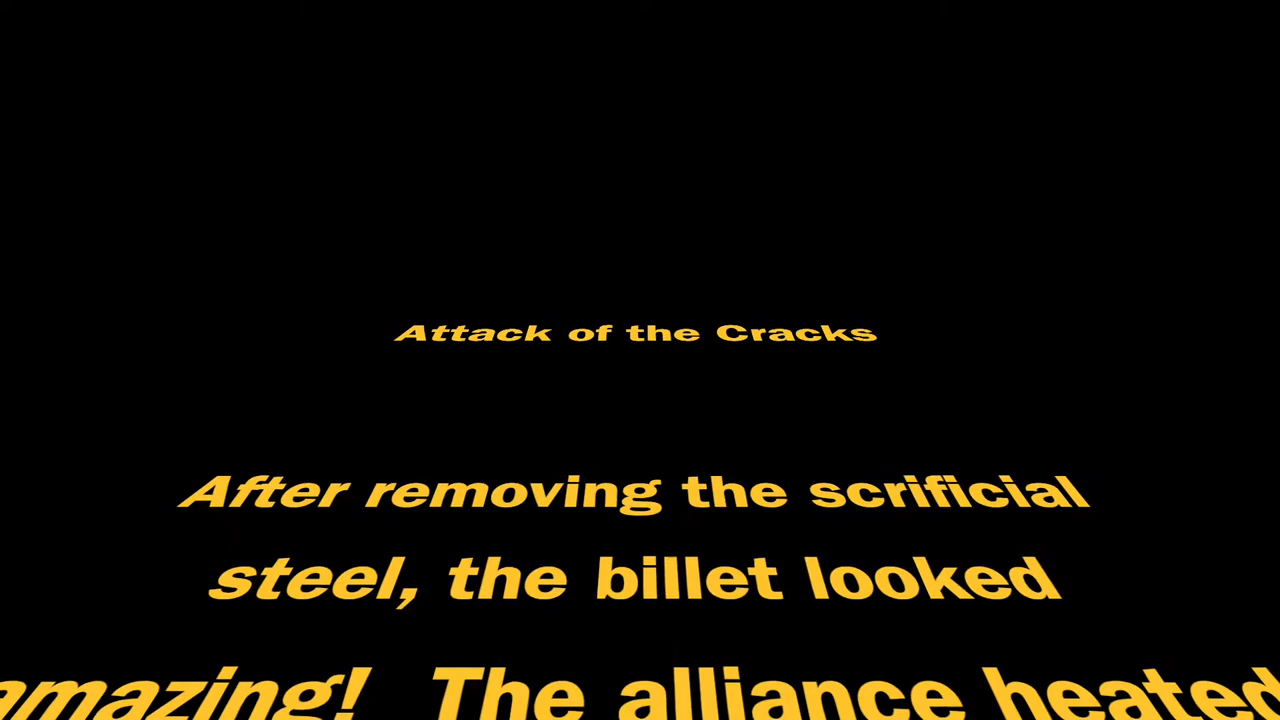 Attack of the Cracks
After removing the scrificial
steel, the billet looked
amazing! The alliance heated